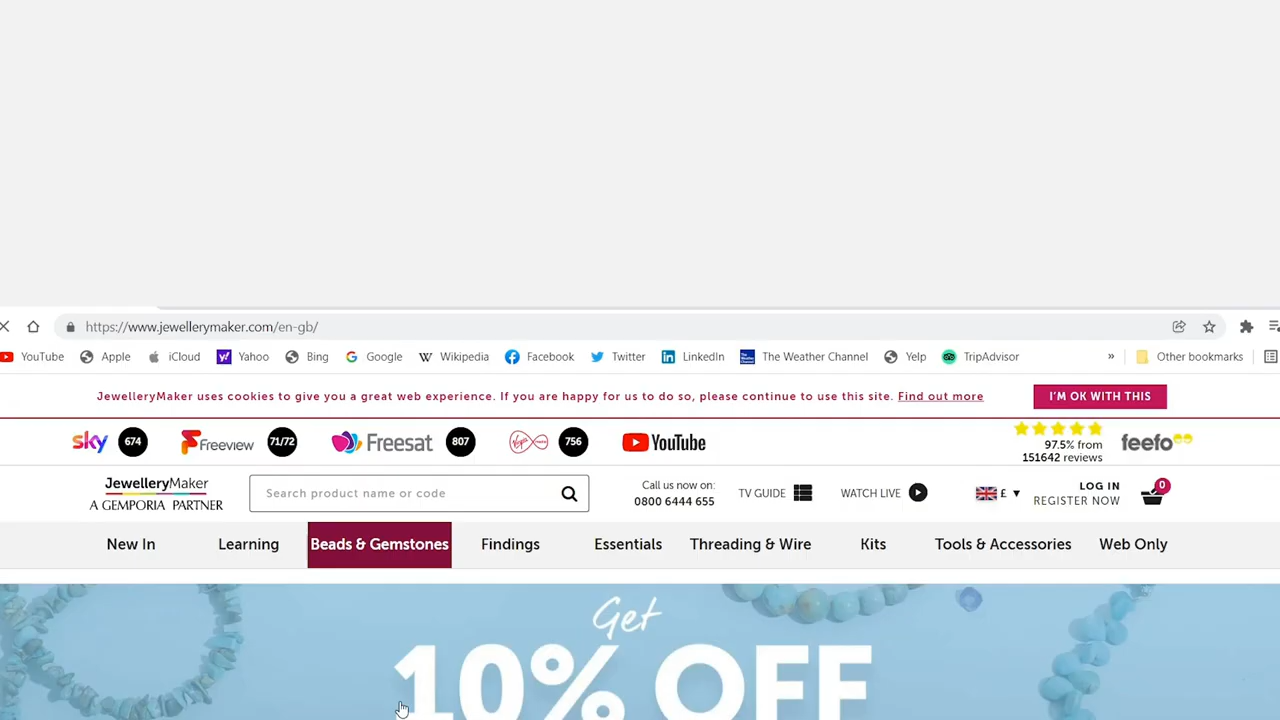 https://www.jewellerymaker.com/en-gb/
YouTube Apple iCloud Yahoo Bing Google Wikipedia Facebook Twitter LinkedIn The Weather Channel Yelp TripAdvisor » Other bookmarks
JewelleryMaker uses cookies to give you a great web experience. If you are happy for us to do so, please continue to use this site. Find out more I'M OK WITH THIS
sky 674 Freeview 71/72 Freesat 807 756 YouTube 97.5% from feefo
151642 reviews
JewelleryMaker
A GEMPORIA PARTNER
Search product name or code
Call us now on:
0800 6444 655
TV GUIDE WATCH LIVE £ ▼
LOG IN
REGISTER NOW
0
New In Learning Beads & Gemstones Findings Essentials Threading & Wire Kits Tools & Accessories Web Only
Get
10% OFF